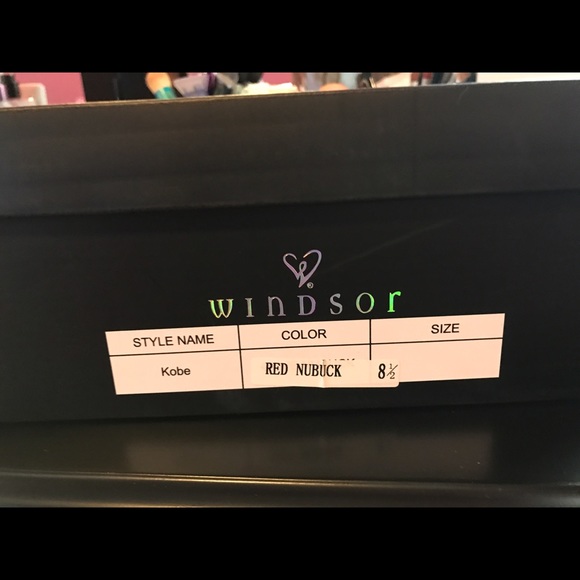 ®
WINDSOR
STYLE NAME COLOR SIZE
Kobe RED NUBUCK 8½